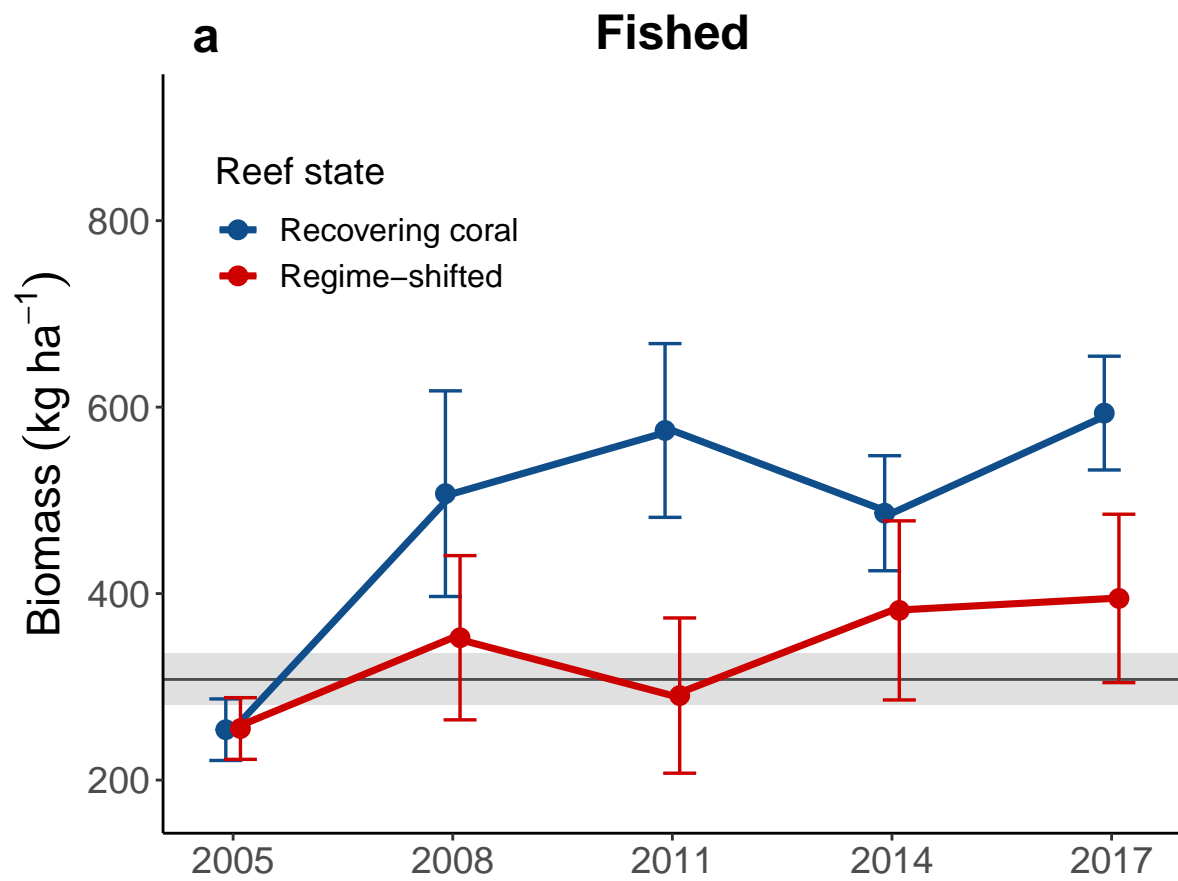 a
Fished
Reef state
Recovering coral
Regime−shifted
Biomass (kg ha⁻¹)
800
600
400
200
2005
2008
2011
2014
2017